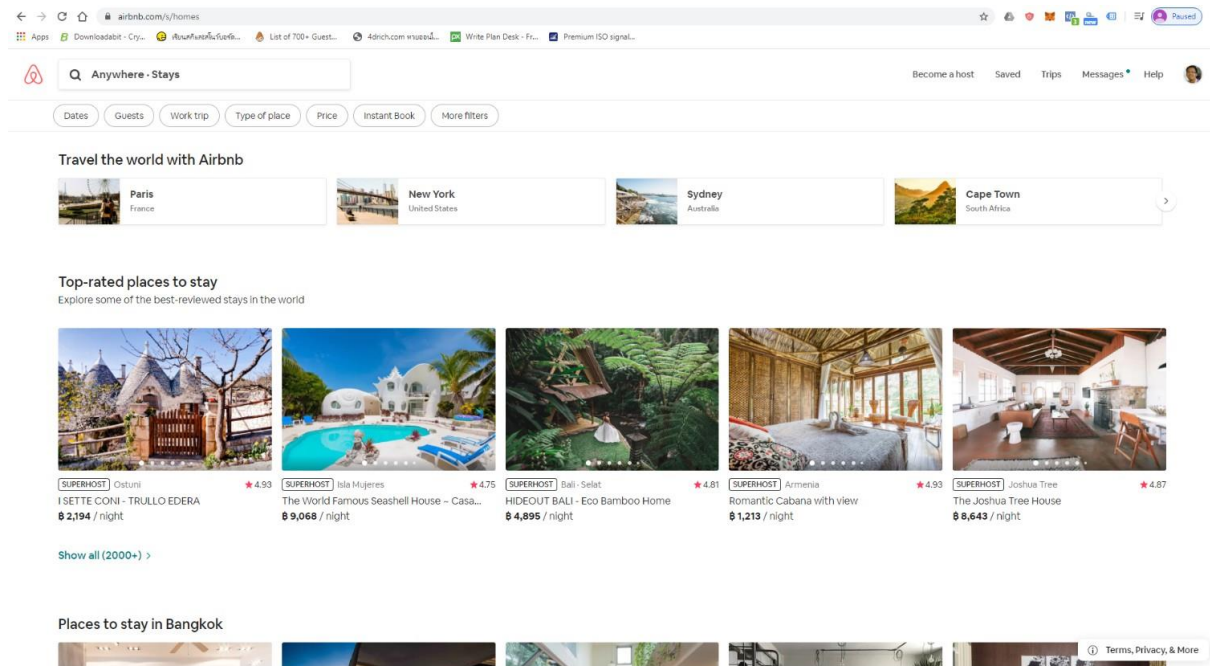 airbnb.com/s/homes
Paused
Apps
Downloadabit - Cry...
List of 700+ Guest...
Write Plan Desk - Fr...
Premium ISO signal...
Anywhere · Stays
Become a host
Saved
Trips
Messages
Help
Dates
Guests
Work trip
Type of place
Price
Instant Book
More filters
Travel the world with Airbnb
Paris
France
New York
United States
Sydney
Australia
Cape Town
South Africa
Top-rated places to stay
Explore some of the best-reviewed stays in the world
SUPERHOST Ostuni ★4.93
I SETTE CONI - TRULLO EDERA
฿ 2,194 / night
SUPERHOST Isla Mujeres ★4.75
The World Famous Seashell House ~ Casa...
฿ 9,068 / night
SUPERHOST Bali - Selat ★4.81
HIDEOUT BALI - Eco Bamboo Home
฿ 4,895 / night
SUPERHOST Armenia ★4.93
Romantic Cabana with view
฿ 1,213 / night
SUPERHOST Joshua Tree ★4.87
The Joshua Tree House
฿ 8,643 / night
Show all (2000+) >
Places to stay in Bangkok
Terms, Privacy, & More